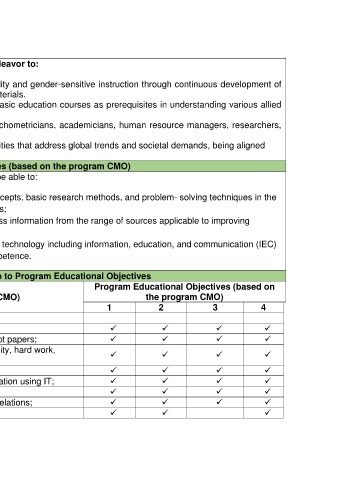 deavor to:
ity and gender-sensitive instruction through continuous development of
terials.
asic education courses as prerequisites in understanding various allied
chometricians, academicians, human resource managers, researchers,
ities that address global trends and societal demands, being aligned
es (based on the program CMO)
be able to:
cepts, basic research methods, and problem- solving techniques in the
s;
ss information from the range of sources applicable to improving
technology including information, education, and communication (IEC)
petence.
p to Program Educational Objectives
CMO)
Program Educational Objectives (based on
the program CMO)
1 2 3 4
✓ ✓ ✓ ✓
pt papers; ✓ ✓ ✓ ✓
ity, hard work, ✓ ✓ ✓ ✓
✓ ✓ ✓ ✓
ation using IT; ✓ ✓ ✓ ✓
✓ ✓ ✓ ✓
elations; ✓ ✓ ✓ ✓
✓ ✓ ✓